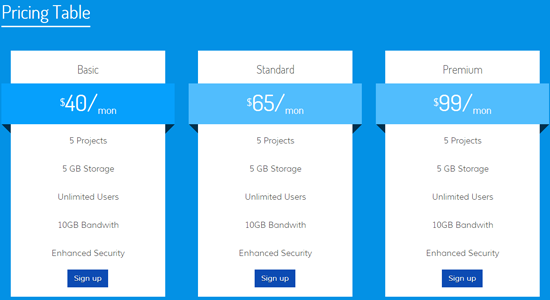 Pricing Table
Basic
$40/mon
5 Projects
5 GB Storage
Unlimited Users
10GB Bandwith
Enhanced Security
Sign up
Standard
$65/mon
5 Projects
5 GB Storage
Unlimited Users
10GB Bandwith
Enhanced Security
Sign up
Premium
$99/mon
5 Projects
5 GB Storage
Unlimited Users
10GB Bandwith
Enhanced Security
Sign up